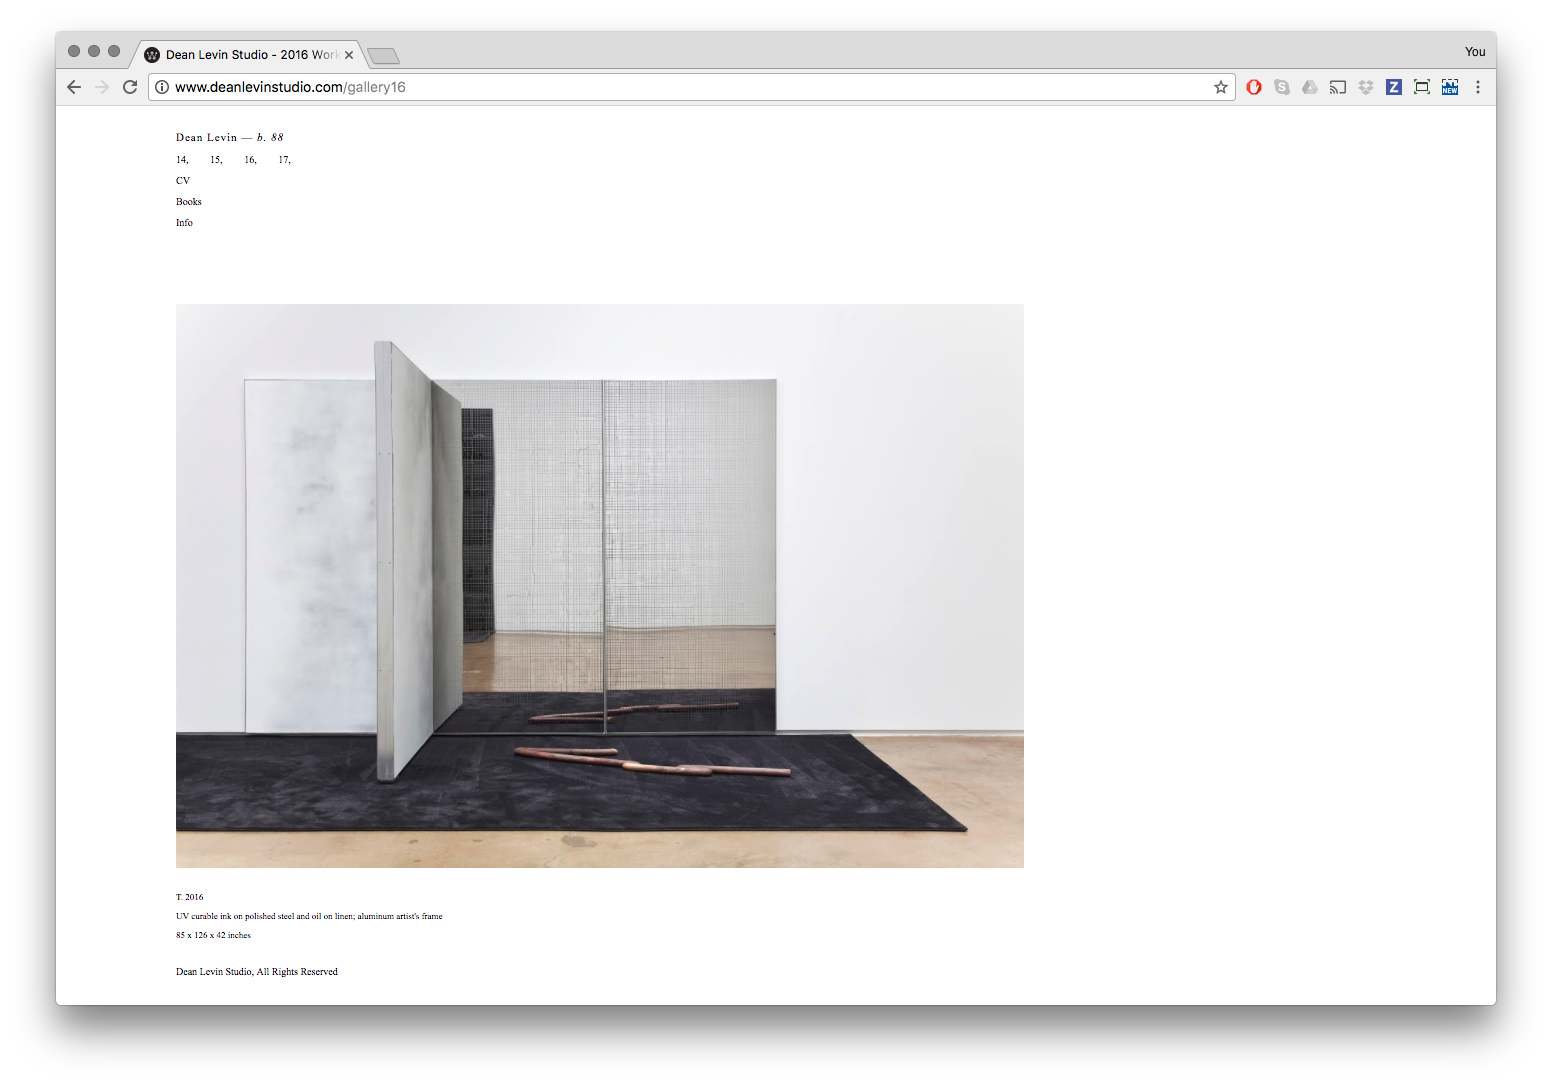 Dean Levin Studio - 2016 Work
You
www.deanlevinstudio.com/gallery16
S
Z
NEW
Dean Levin — b. 88
14, 15, 16, 17,
CV
Books
Info
T. 2016
UV curable ink on polished steel and oil on linen; aluminum artist's frame
85 x 126 x 42 inches
Dean Levin Studio, All Rights Reserved